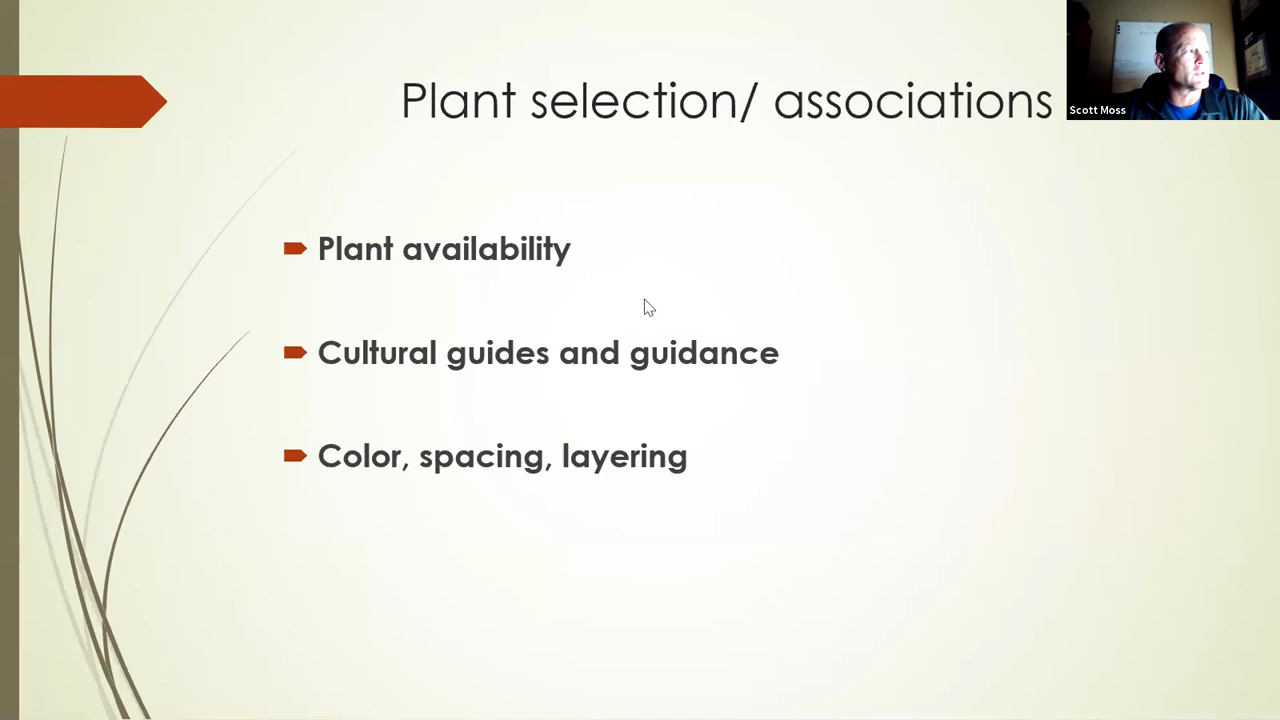 Plant selection/ associations
Scott Moss
Plant availability
Cultural guides and guidance
Color, spacing, layering